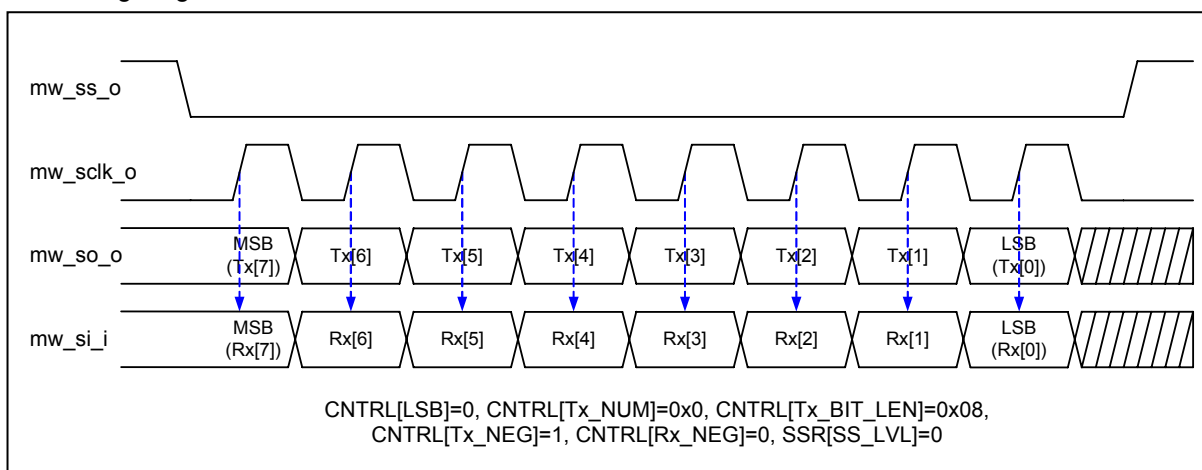 mw_ss_o
mw_sclk_o
mw_so_o
MSB
(Tx[7])
Tx[6]
Tx[5]
Tx[4]
Tx[3]
Tx[2]
Tx[1]
LSB
(Tx[0])
mw_si_i
MSB
(Rx[7])
Rx[6]
Rx[5]
Rx[4]
Rx[3]
Rx[2]
Rx[1]
LSB
(Rx[0])
CNTRL[LSB]=0, CNTRL[Tx_NUM]=0x0, CNTRL[Tx_BIT_LEN]=0x08,
CNTRL[Tx_NEG]=1, CNTRL[Rx_NEG]=0, SSR[SS_LVL]=0